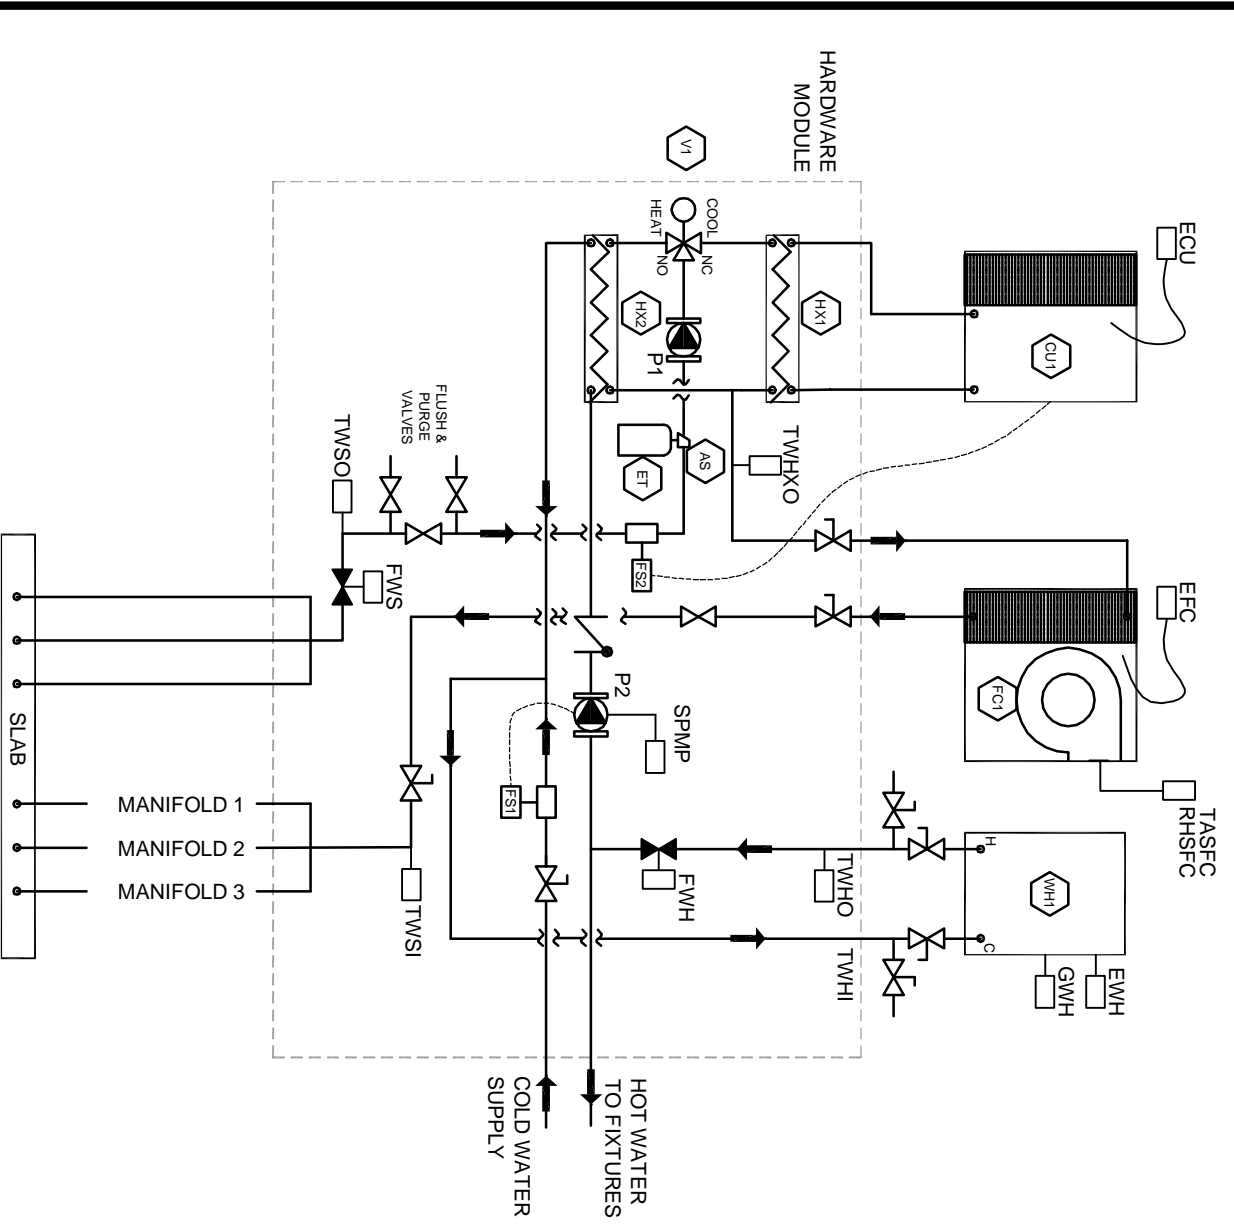 HARDWARE
MODULE
V1
ECU
COOL
HEAT
NC
NO
HX2
HX1
CU1
P1
FLUSH &
PURGE
VALVES
TWSO
ET
AS
TWHXO
FWS
FS2
EFC
FC1
P2
SPMP
FS1
SLAB
MANIFOLD 1
MANIFOLD 2
MANIFOLD 3
TWSI
FWH
TWHO
TWHI
TASFC
RHSFC
H
WH1
C
GWH
EWH
HOT WATER
TO FIXTURES
COLD WATER
SUPPLY